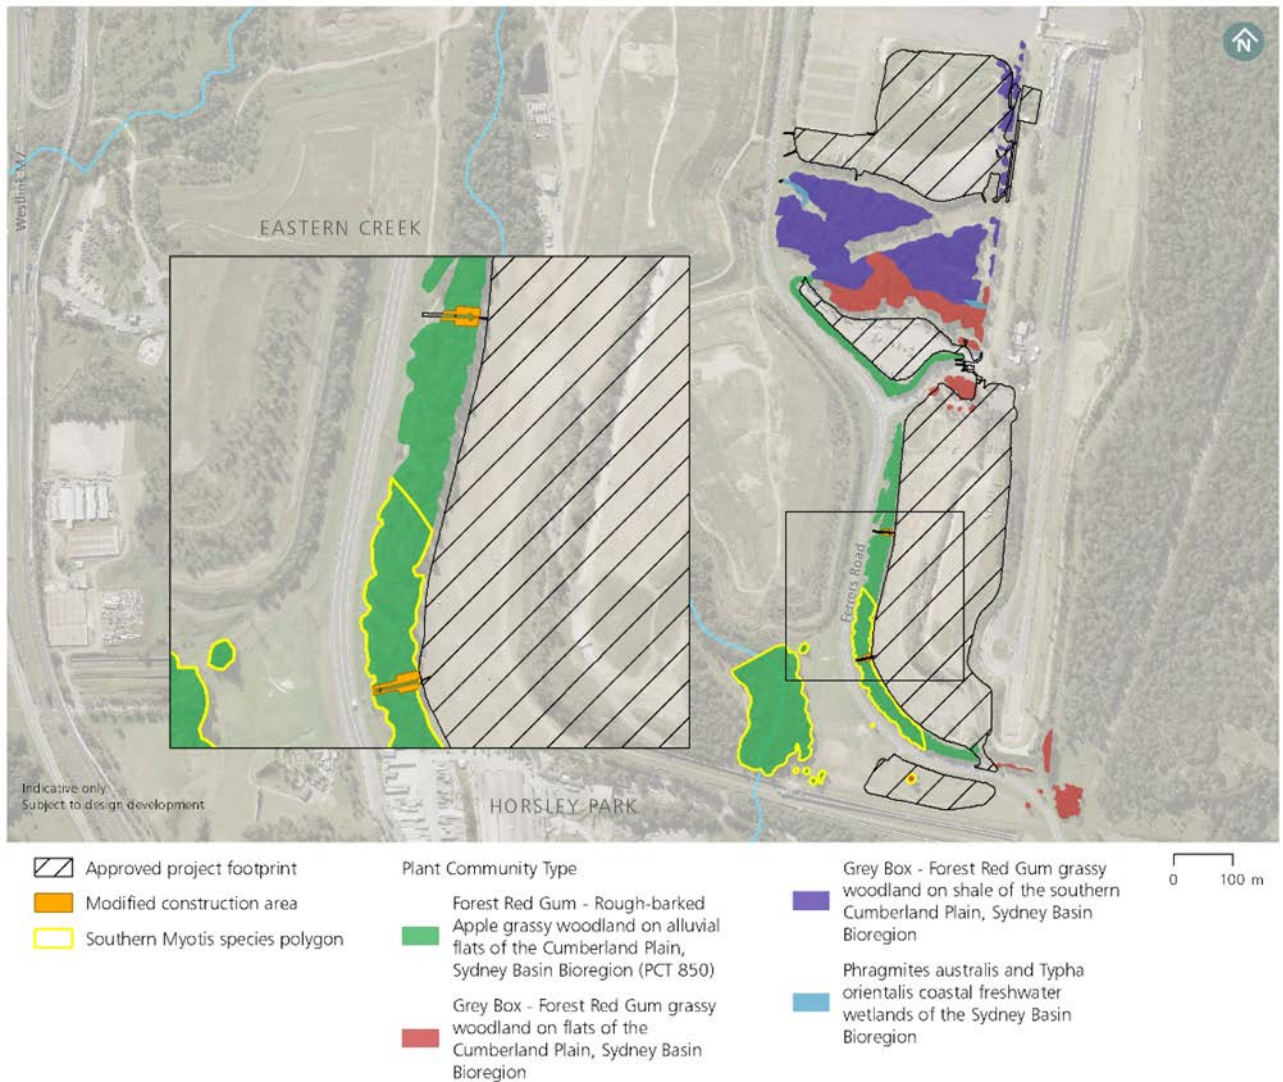 N
Westlink M7
EASTERN CREEK
Ferrers Road
Indicative only
Subject to design development
HORSLEY PARK
Approved project footprint
Modified construction area
Southern Myotis species polygon
Plant Community Type
Forest Red Gum - Rough-barked
Apple grassy woodland on alluvial
flats of the Cumberland Plain,
Sydney Basin Bioregion (PCT 850)
Grey Box - Forest Red Gum grassy
woodland on flats of the
Cumberland Plain, Sydney Basin
Bioregion
Grey Box - Forest Red Gum grassy
woodland on shale of the southern
Cumberland Plain, Sydney Basin
Bioregion
Phragmites australis and Typha
orientalis coastal freshwater
wetlands of the Sydney Basin
Bioregion
0 100 m